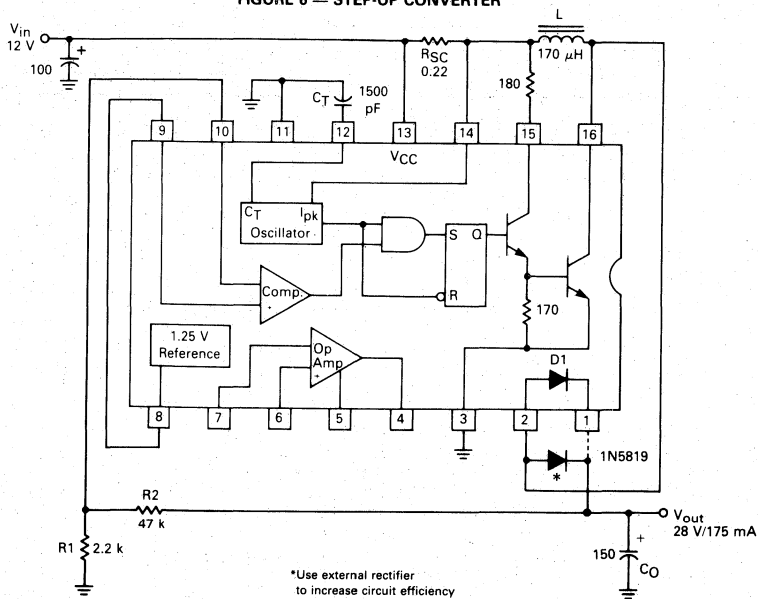 FIGURE 6 — STEP-UP CONVERTER
Vin
12 V
100
RSC
0.22
L
170 μH
180
CT
1500
pF
9
10
11
12
13
14
15
16
VCC
CT
Ipk
Oscillator
S
Q
R
Comp.
+
170
1.25 V
Reference
Op
Amp
+
D1
8
7
6
5
4
3
2
1
1N5819
*
R2
47 k
R1
2.2 k
Vout
28 V/175 mA
+
150
CO
*Use external rectifier
to increase circuit efficiency